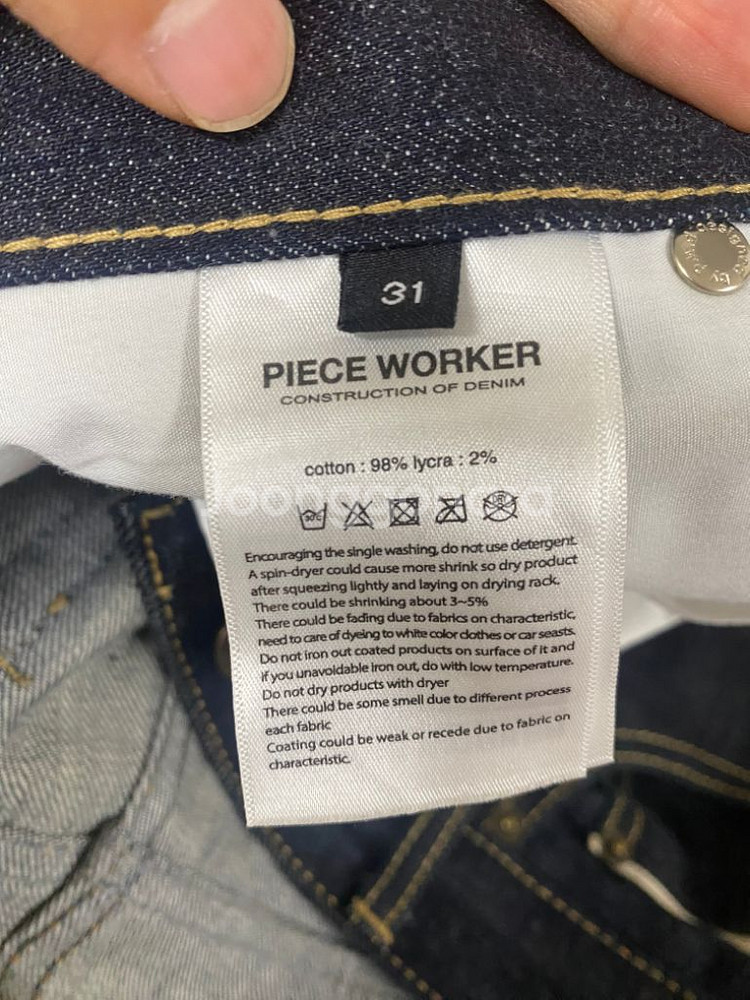 31
PIECE WORKER
CONSTRUCTION OF DENIM
cotton : 98% lycra : 2%
30℃
DRY
Encouraging the single washing, do not use detergent.
A spin-dryer could cause more shrink so dry product
after squeezing lightly and laying on drying rack.
There could be shrinking about 3~5%
There could be fading due to fabrics on characteristic,
need to care of dyeing to white color clothes or car seasts.
Do not iron out coated products on surface of it and
if you unavoidable iron out, do with low temperature.
Do not dry products with dryer
There could be some smell due to different process
each fabric
Coating could be weak or recede due to fabric on
characteristic.